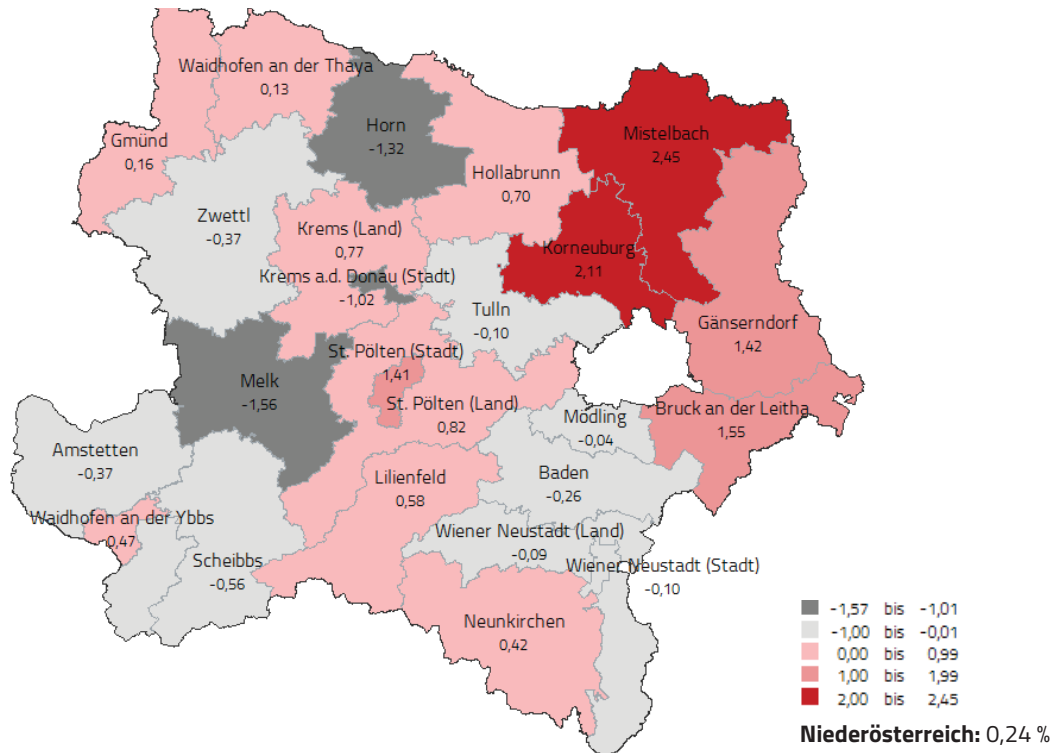 Waidhofen an der Thaya
0,13
Horn
-1,32
Mistelbach
2,45
Gmünd
0,16
Hollabrunn
0,70
Zwettl
-0,37
Krems (Land)
0,77
Korneuburg
2,11
Krems a.d. Donau (Stadt)
-1,02
Tulln
-0,10
Gänserndorf
1,42
St. Pölten (Stadt)
1,41
Melk
-1,56
St. Pölten (Land)
0,82
Mödling
-0,04
Bruck an der Leitha
1,55
Amstetten
-0,37
Lilienfeld
0,58
Baden
-0,26
Waidhofen an der Ybbs
0,47
Wiener Neustadt (Land)
-0,09
Scheibbs
-0,56
Wiener Neustadt (Stadt)
-0,10
Neunkirchen
0,42
-1,57 bis -1,01
-1,00 bis -0,01
0,00 bis 0,99
1,00 bis 1,99
2,00 bis 2,45
Niederösterreich: 0,24 %